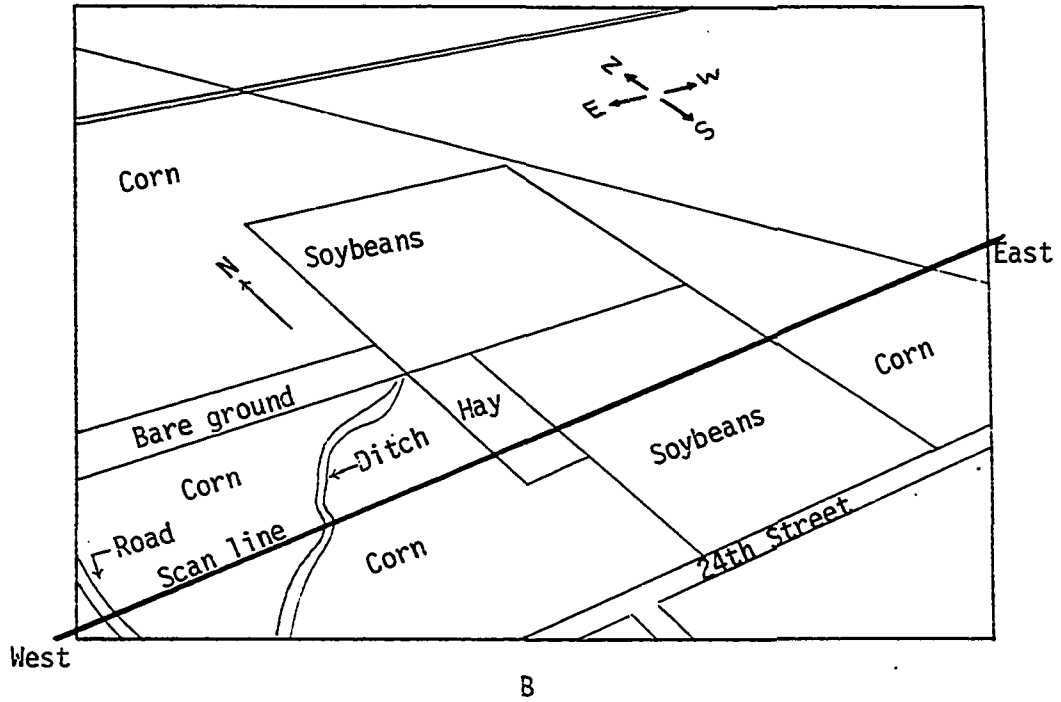 N
W
E
S
Corn
Soybeans
N
East
Corn
Hay
Bare ground
Soybeans
Ditch
Corn
Road
Scan line
Corn
24th Street
West
B